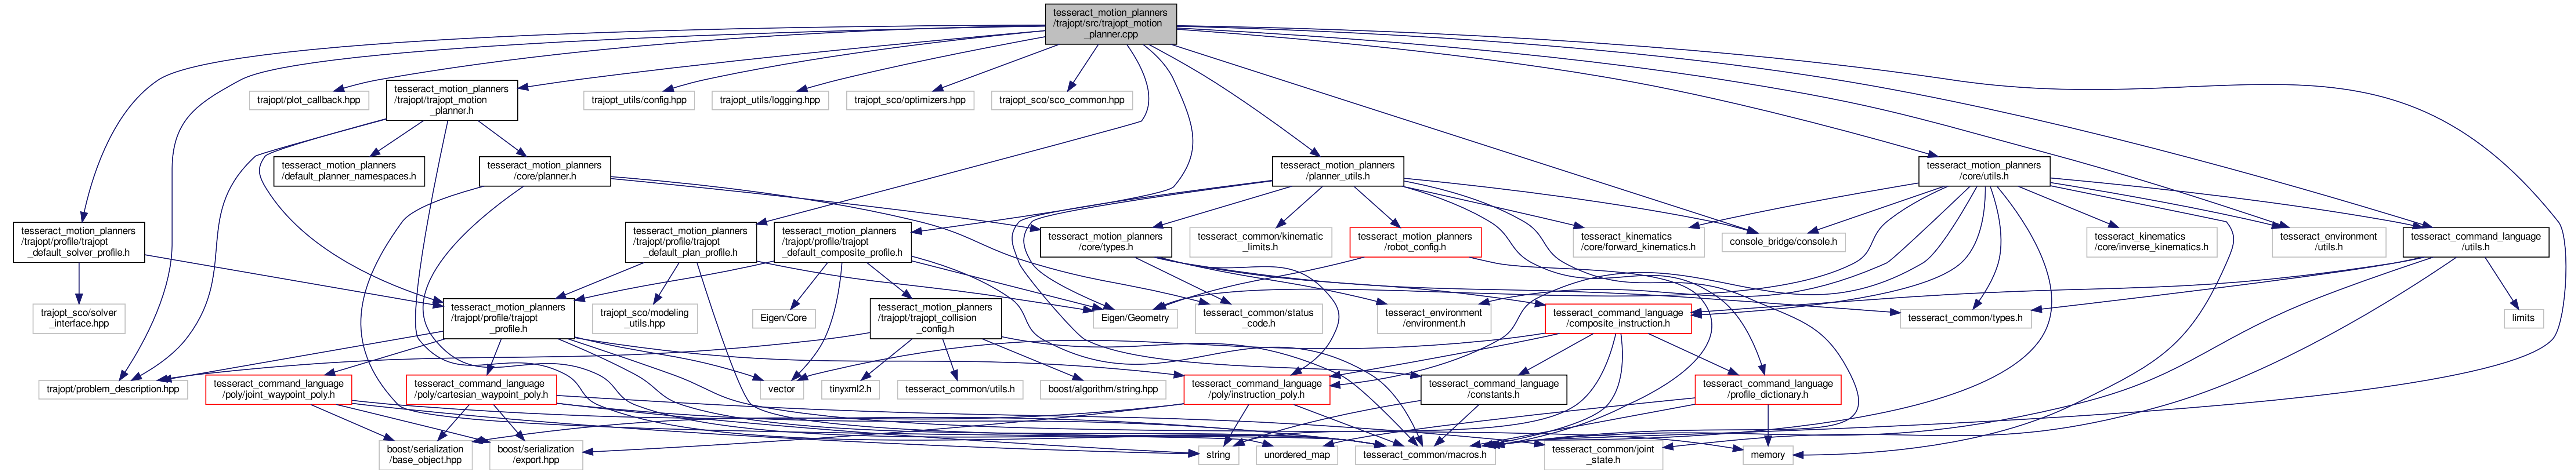 tesseract_motion_planners
/trajopt/src/trajopt_motion
_planner.cpp
tesseract_motion_planners
/trajopt/trajopt_motion
_planner.h
trajopt/plot_callback.hpp
trajopt_utils/config.hpp
trajopt_utils/logging.hpp
trajopt_sco/optimizers.hpp
trajopt_sco/sco_common.hpp
tesseract_motion_planners
/default_planner_namespaces.h
tesseract_motion_planners
/core/planner.h
tesseract_motion_planners
/planner_utils.h
tesseract_motion_planners
/core/utils.h
tesseract_motion_planners
/trajopt/profile/trajopt
_default_solver_profile.h
tesseract_motion_planners
/trajopt/profile/trajopt
_default_plan_profile.h
tesseract_motion_planners
/trajopt/profile/trajopt
_default_composite_profile.h
tesseract_motion_planners
/core/types.h
tesseract_common/kinematic
_limits.h
tesseract_motion_planners
/robot_config.h
tesseract_kinematics
/core/forward_kinematics.h
console_bridge/console.h
tesseract_kinematics
/core/inverse_kinematics.h
tesseract_environment
/utils.h
tesseract_command_language
/utils.h
trajopt_sco/solver
_interface.hpp
tesseract_motion_planners
/trajopt/profile/trajopt
_profile.h
trajopt_sco/modeling
_utils.hpp
Eigen/Core
tesseract_motion_planners
/trajopt/trajopt_collision
_config.h
Eigen/Geometry
tesseract_common/status
_code.h
tesseract_environment
/environment.h
tesseract_command_language
/composite_instruction.h
tesseract_common/types.h
limits
trajopt/problem_description.hpp
tesseract_command_language
/poly/joint_waypoint_poly.h
tesseract_command_language
/poly/cartesian_waypoint_poly.h
vector
tinyxml2.h
tesseract_common/utils.h
boost/algorithm/string.hpp
tesseract_command_language
/poly/instruction_poly.h
tesseract_command_language
/constants.h
tesseract_command_language
/profile_dictionary.h
boost/serialization
/base_object.hpp
boost/serialization
/export.hpp
string
unordered_map
tesseract_common/macros.h
tesseract_common/joint
_state.h
memory